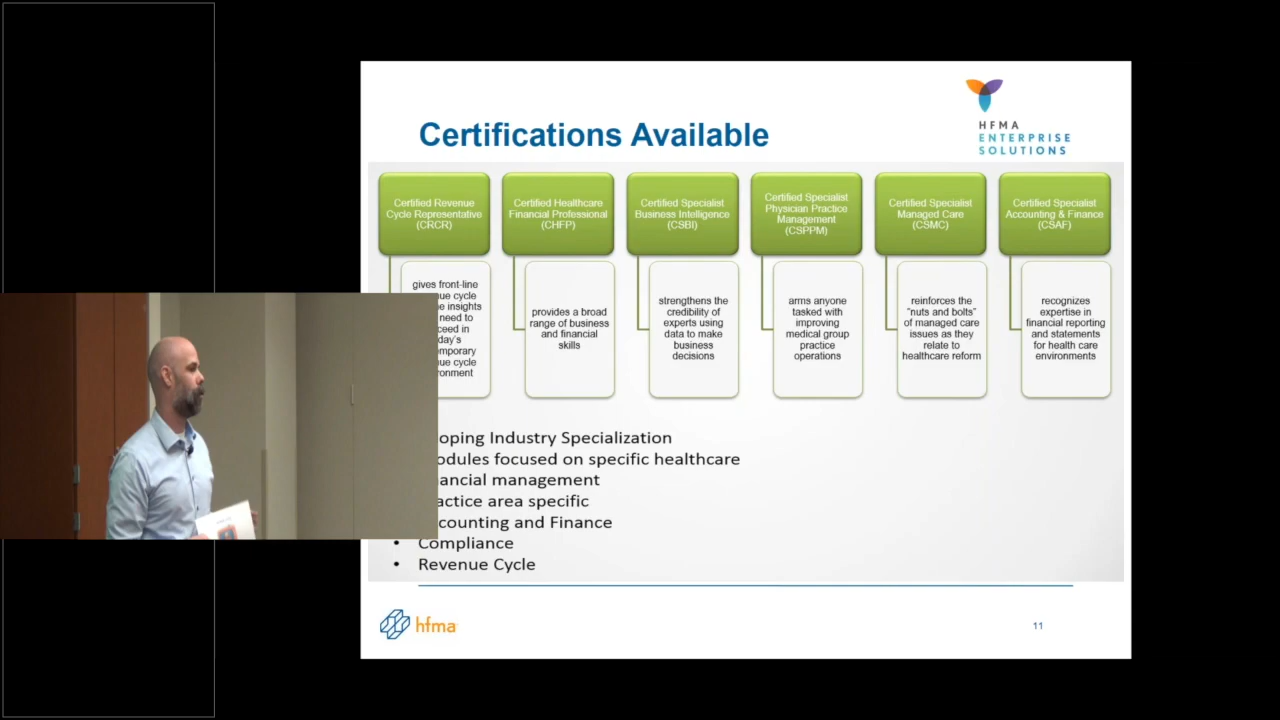 HFMA
ENTERPRISE
SOLUTIONS
Certifications Available
Certified Revenue
Cycle Representative
(CRCR)
Certified Healthcare
Financial Professional
(CHFP)
Certified Specialist
Business Intelligence
(CSBI)
Certified Specialist
Physician Practice
Management
(CSPPM)
Certified Specialist
Managed Care
(CSMC)
Certified Specialist
Accounting & Finance
(CSAF)
gives front-line
cycle
insights
need to
in
provides a broad
range of business
and financial
skills
strengthens the
credibility of
experts using
data to make
business
decisions
arms anyone
tasked with
improving
medical group
practice
operations
reinforces the
“nuts and bolts”
of managed care
issues as they
relate to
healthcare reform
recognizes
expertise in
financial reporting
and statements
for health care
environments
Industry Specialization
focused on specific healthcare
management
specific
and Finance
• Compliance
• Revenue Cycle
hfma
11